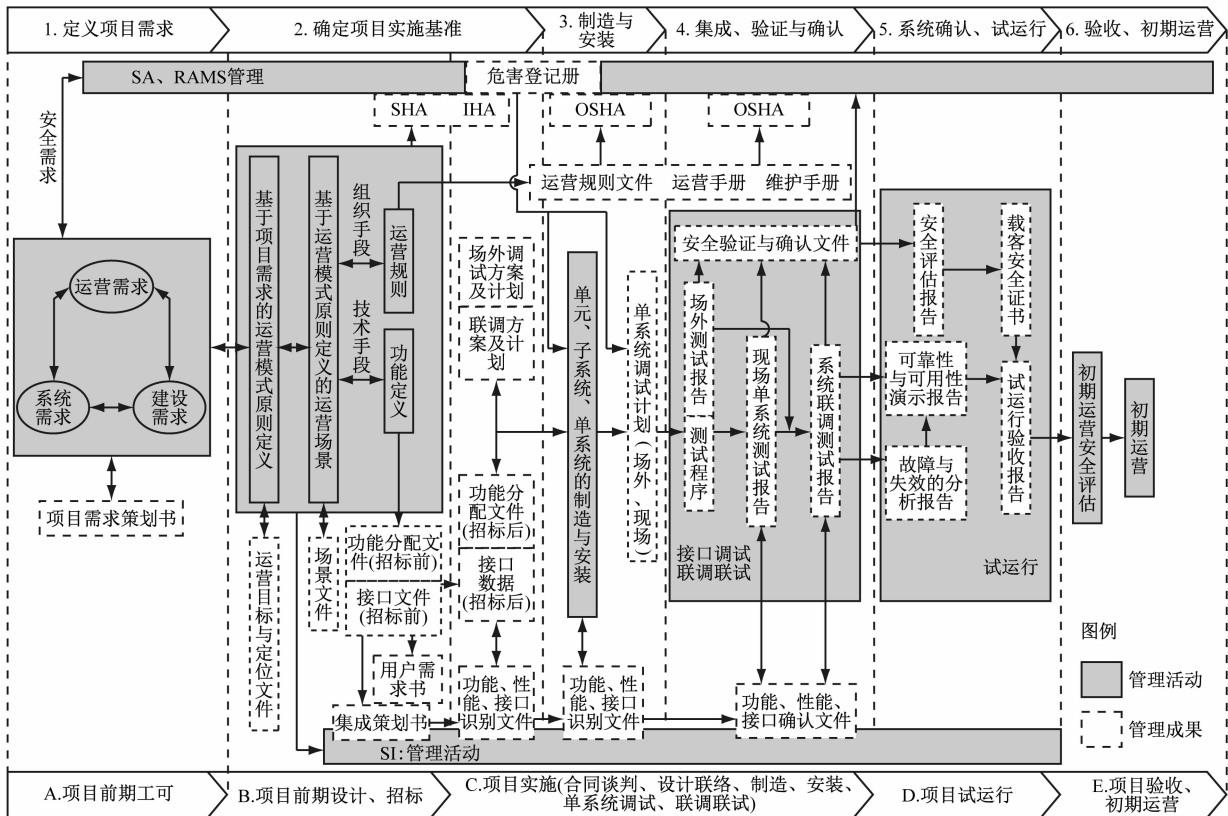 1. 定义项目需求
2. 确定项目实施基准
3. 制造与
安装
4. 集成、验证与确认
5. 系统确认、试运行
6. 验收、初期运营
SA、RAMS管理
危害登记册
SHA
IHA
OSHA
OSHA
安全需求
运营规则文件
运营手册
维护手册
运营需求
系统
需求
建设
需求
项目需求策划书
基于项目需求的运营模式原则定义
基于运营模式原则定义的运营场景
组织手段
技术手段
运营规则
功能定义
运营目标与定位文件
场景文件
功能分配文
件(招标前)
接口文件
(招标前)
用户需
求书
集成策划书
场外调
试方案
及计划
联调方
案及计
划
功能分
配文件
(招标后)
接口
数据
(招标后)
功能、性
能、接口
识别文件
单元、子系统、单系统的制造与安装
功能、性
能、接口
识别文件
单系统调试计划(场外、现场)
安全验证与确认文件
场外测试报告
测试程序
现场单系统测试报告
系统联调测试报告
接口调试
联调联试
功能、性能、
接口确认文件
安全评估报告
载客安全证书
可靠性
与可用性
演示报告
故障与
失效的分
析报告
试运行验收报告
试运行
初期运营安全评估
初期运营
图例
管理活动
管理成果
SI:管理活动
A.项目前期工可
B.项目前期设计、招标
C.项目实施(合同谈判、设计联络、制造、安装、
单系统调试、联调联试)
D.项目试运行
E.项目验收、
初期运营